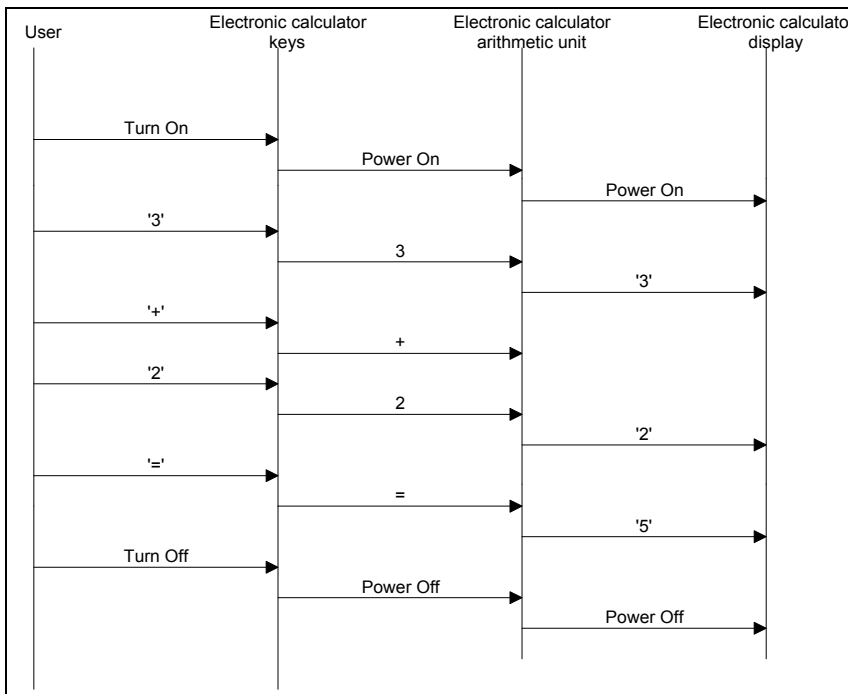 User
Electronic calculator
keys
Electronic calculator
arithmetic unit
Electronic calculato
display
Turn On
Power On
Power On
'3'
3
'3'
'+'
+
'2'
2
'2'
'='
=
'5'
Turn Off
Power Off
Power Off